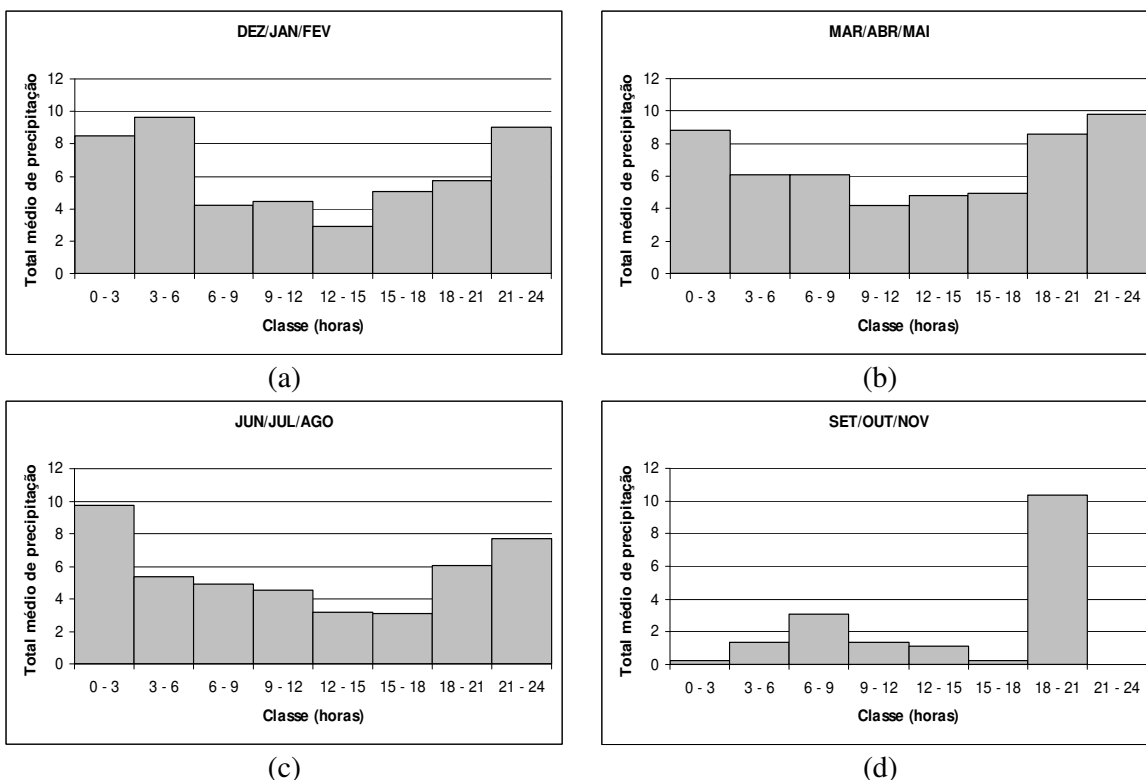 DEZ/JAN/FEV
Total médio de precipitação
12
10
8
6
4
2
0
0 - 3 3 - 6 6 - 9 9 - 12 12 - 15 15 - 18 18 - 21 21 - 24
Classe (horas)
(a)
MAR/ABR/MAI
Total médio de precipitação
12
10
8
6
4
2
0
0 - 3 3 - 6 6 - 9 9 - 12 12 - 15 15 - 18 18 - 21 21 - 24
Classe (horas)
(b)
JUN/JUL/AGO
Total médio de precipitação
12
10
8
6
4
2
0
0 - 3 3 - 6 6 - 9 9 - 12 12 - 15 15 - 18 18 - 21 21 - 24
Classe (horas)
(c)
SET/OUT/NOV
Total médio de precipitação
12
10
8
6
4
2
0
0 - 3 3 - 6 6 - 9 9 - 12 12 - 15 15 - 18 18 - 21 21 - 24
Classe (horas)
(d)